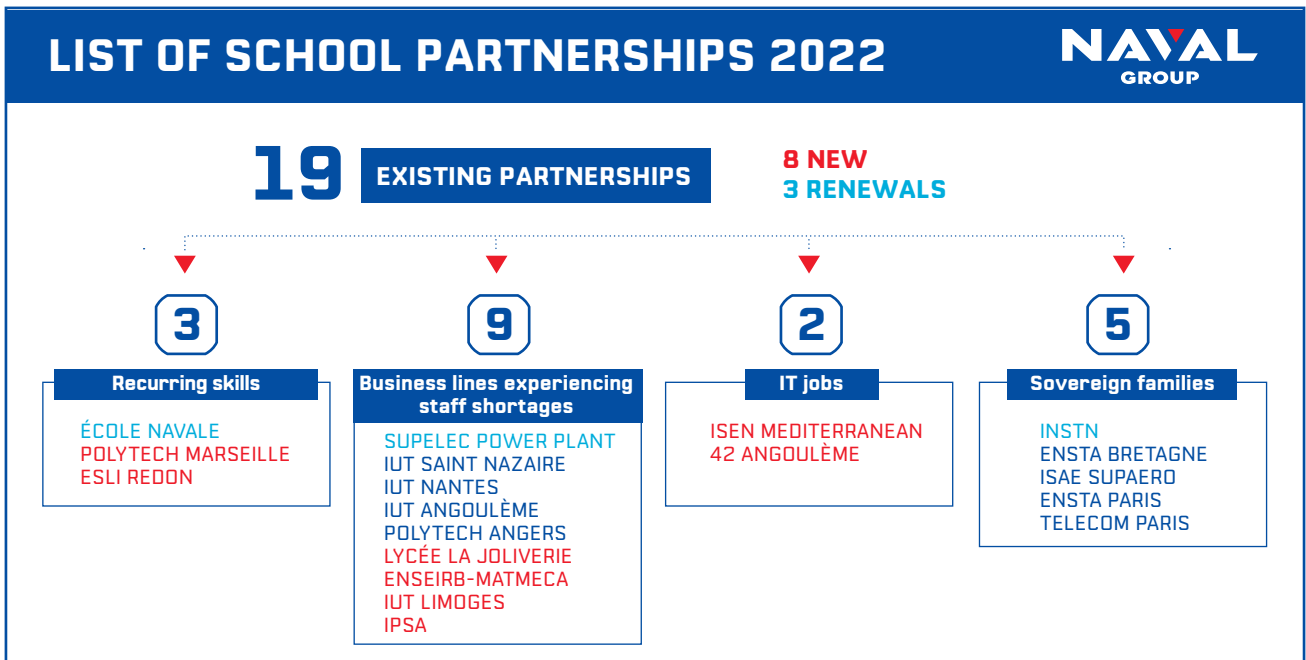 LIST OF SCHOOL PARTNERSHIPS 2022
NAVAL
GROUP
19
EXISTING PARTNERSHIPS
8 NEW
3 RENEWALS
3
Recurring skills
ÉCOLE NAVALE
POLYTECH MARSEILLE
ESLI REDON
9
Business lines experiencing
staff shortages
SUPELEC POWER PLANT
IUT SAINT NAZAIRE
IUT NANTES
IUT ANGOULÈME
POLYTECH ANGERS
LYCÉE LA JOLIVERIE
ENSEIRB-MATMECA
IUT LIMOGES
IPSA
2
IT jobs
ISEN MEDITERRANEAN
42 ANGOULÈME
5
Sovereign families
INSTN
ENSTA BRETAGNE
ISAE SUPAERO
ENSTA PARIS
TELECOM PARIS